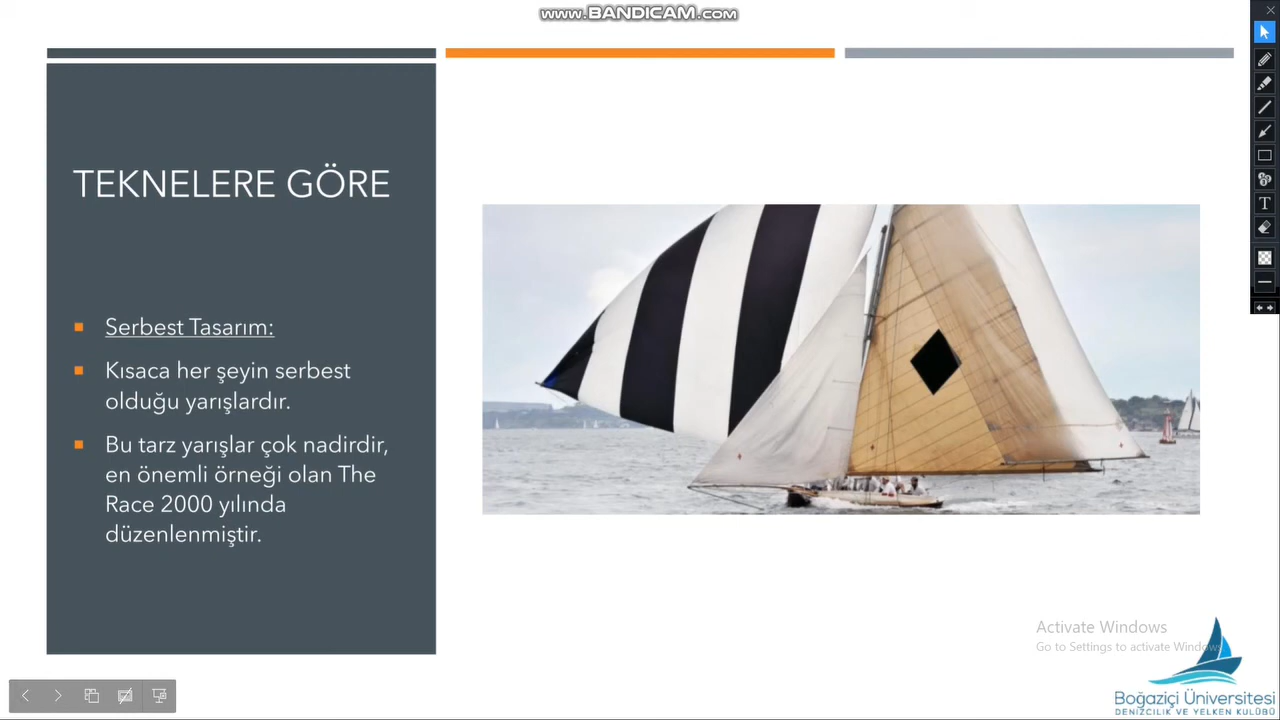 www.BANDICAM.COM
TEKNELERE GÖRE
Serbest Tasarım:
Kısaca her şeyin serbest
olduğu yarışlardır.
Bu tarz yarışlar çok nadirdir,
en önemli örneği olan The
Race 2000 yılında
düzenlenmiştir.
T
Activate Windows
Go to Settings to activate Windows.
Boğaziçi Üniversitesi
DENİZCİLİK VE YELKEN KULÜBÜ